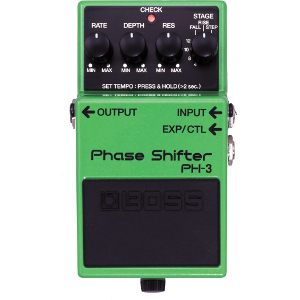 CHECK
RATE DEPTH RES STAGE
RISE
FALL STEP
MIN MAX MIN MAX MIN MAX
SET TEMPO : PRESS & HOLD (>2 sec.)
OUTPUT INPUT
EXP/CTL
Phase Shifter
PH-3
BOSS